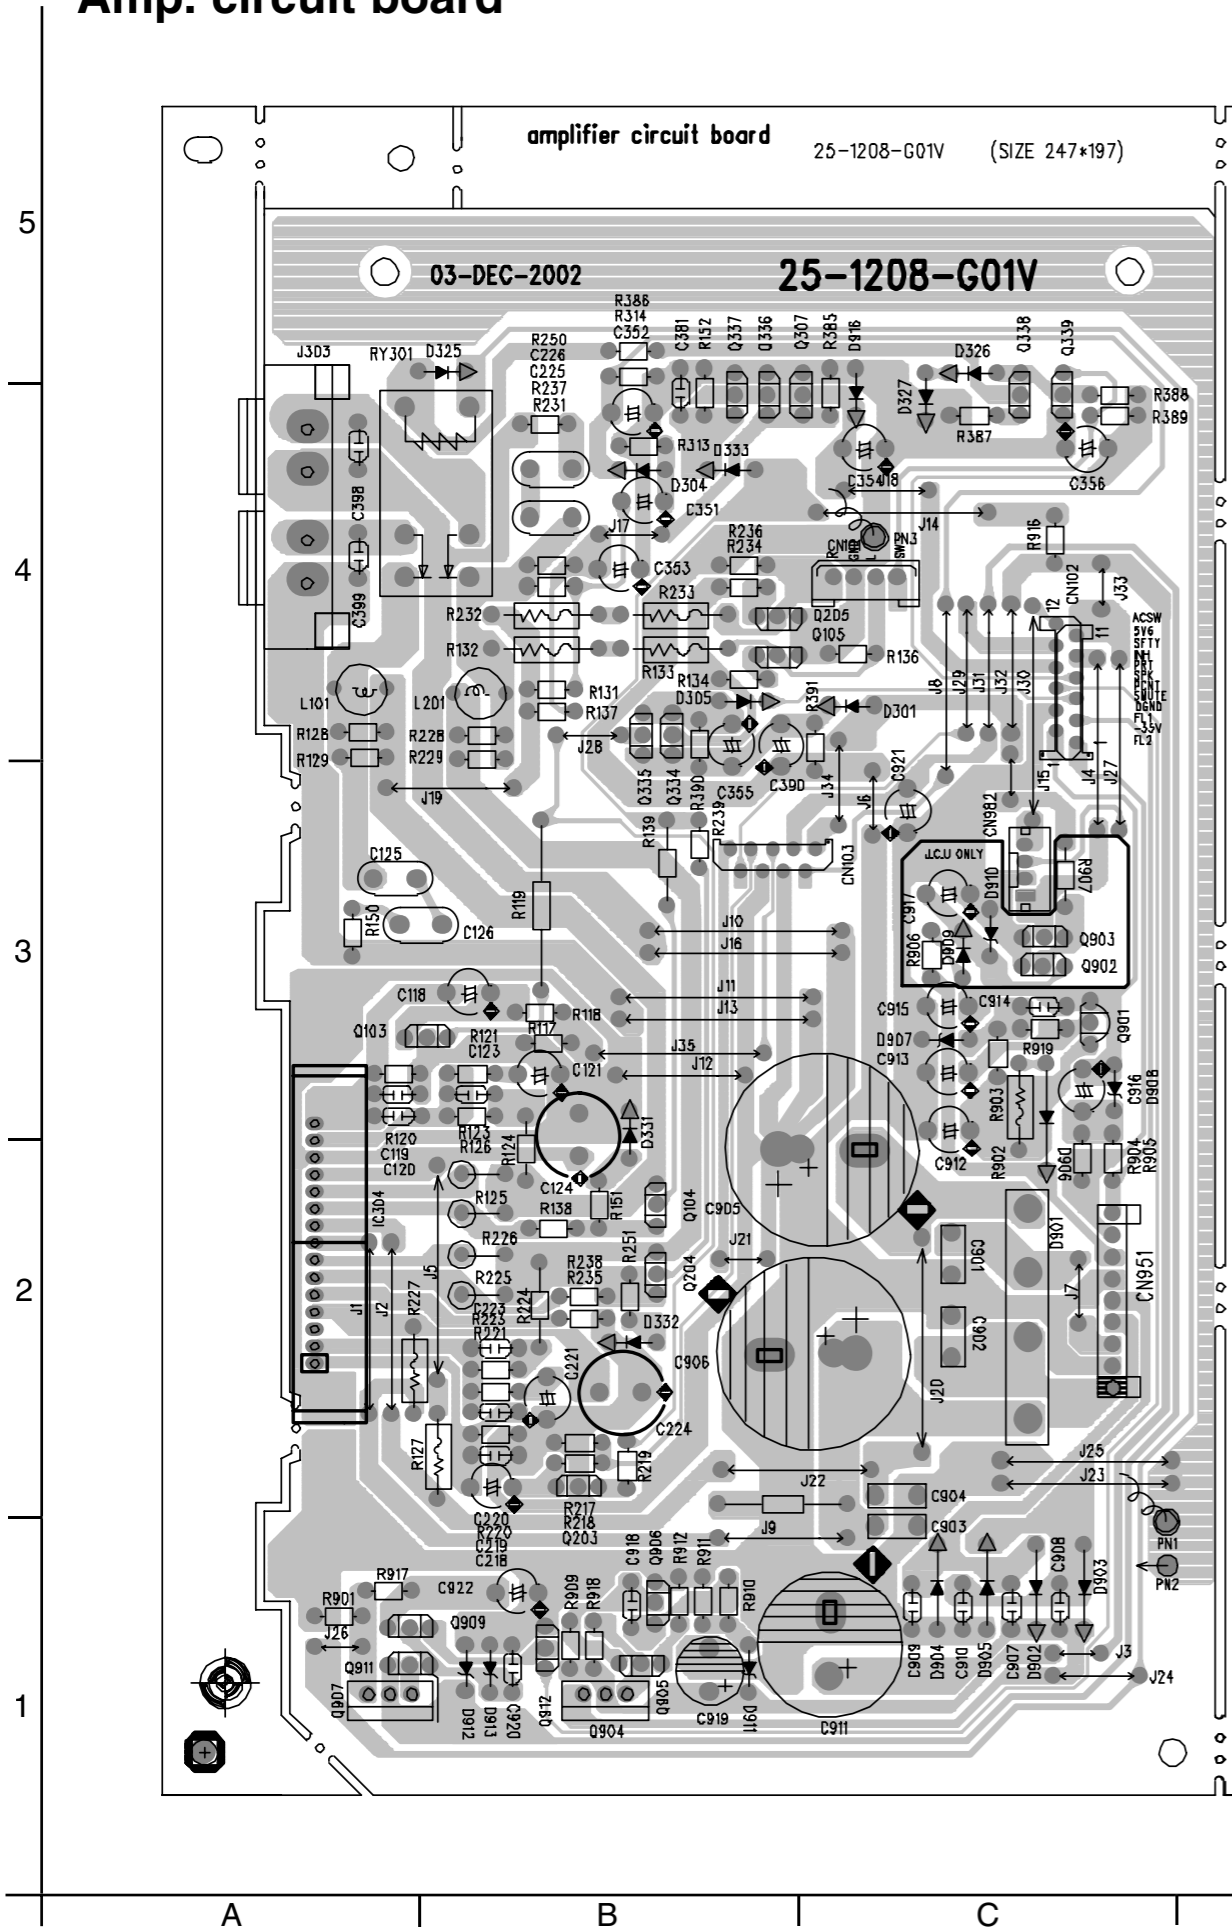 Amp. circuit board
amplifier circuit board
25-1208-G01V (SIZE 247*197)
5
03-DEC-2002 25-1208-G01V
R386
R314
C352
C381
R152
Q337
Q336
Q307
R385
D916
Q338
Q339
J303
RY301
D325
R250
C226
C225
R237
R231
D326
D327
R388
R389
R387
R313
D333
D304
C351
C356
C398
J17
J14
PN3
R916
4
C353
R236
R234
CN102
J33
C399
R232
R233
Q205
Q105
12
11
ACSW
5V6
SFTY
PRT
SPK
DGND
FL1
-35V
FL2
1
1
R132
R133
R134
R136
D305
R391
D301
J8
J29
J31
J32
J30
L101
L201
R131
R137
R128
R129
R228
R229
J28
Q335
Q334
R390
C355
C390
J34
J6
C921
J15
J4
J27
J19
R139
R239
CN103
CN982
J.C.U ONLY
D910
R907
C125
R119
C917
R150
C126
J10
J16
R906
D909
Q903
Q902
3
C118
J11
J13
C915
C914
Q901
Q103
R121
C123
R117
R118
J35
D907
C913
R919
C121
J12
R903
C916
D908
R120
C119
C120
R123
R126
R124
D331
C912
R902
R904
R905
IC304
C124
R125
R138
R151
Q104
C905
D901
R226
R238
R235
R251
Q204
J21
C901
CN951
2
J1
J2
J5
R227
R225
C223
R223
R221
R224
D332
J7
C221
C906
C902
J20
R127
C224
R219
J22
J25
J23
C220
R220
C219
C218
R217
R218
Q203
J9
C904
C903
PN1
PN2
R917
C922
R909
R918
C918
Q906
R912
R911
R910
C908
D903
R901
J26
Q909
Q911
Q907
D912
D913
C920
Q912
Q904
Q905
C919
D911
C911
C909
D904
C910
D905
C907
D902
J3
J24
1
A B C